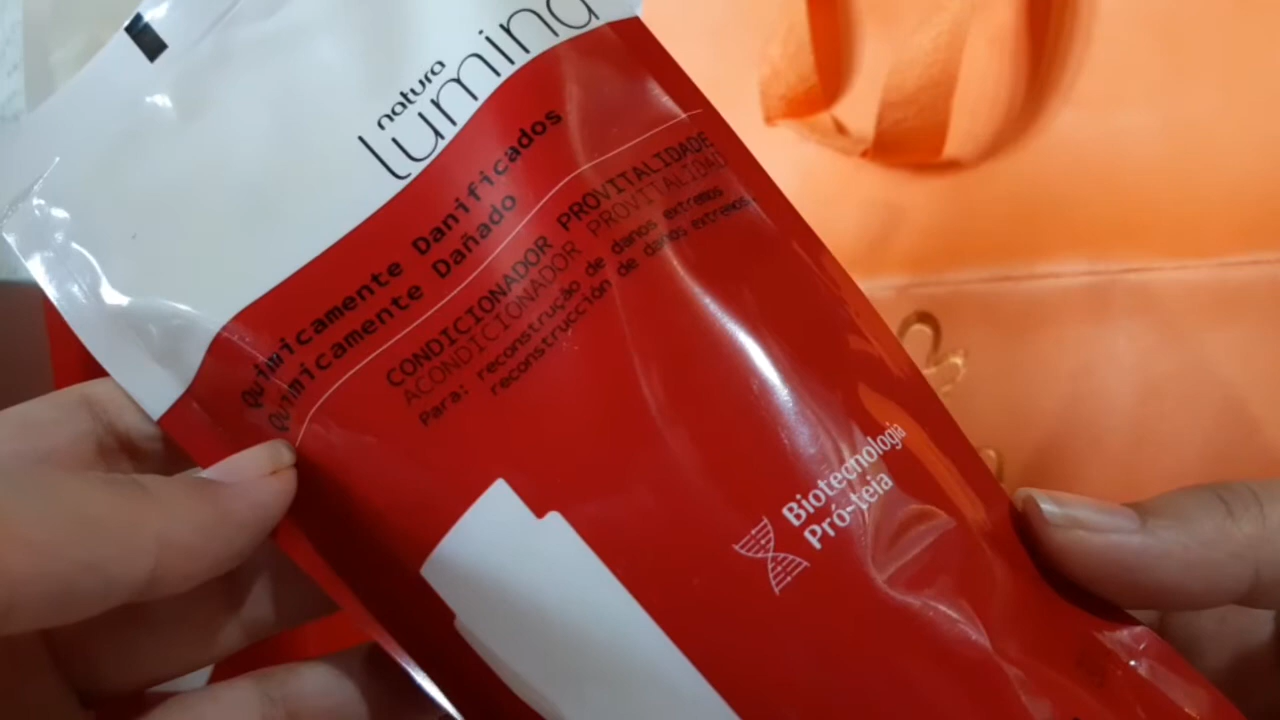 natura
lumina
Quimicamente Danificados
Químicamente Dañado
CONDICIONADOR PROVITALIDADE
ACONDICIONADOR PROVITALIDAD
Para: reconstrução de danos extremos
reconstrucción de daños extremos
Biotecnologia
Pró-teia